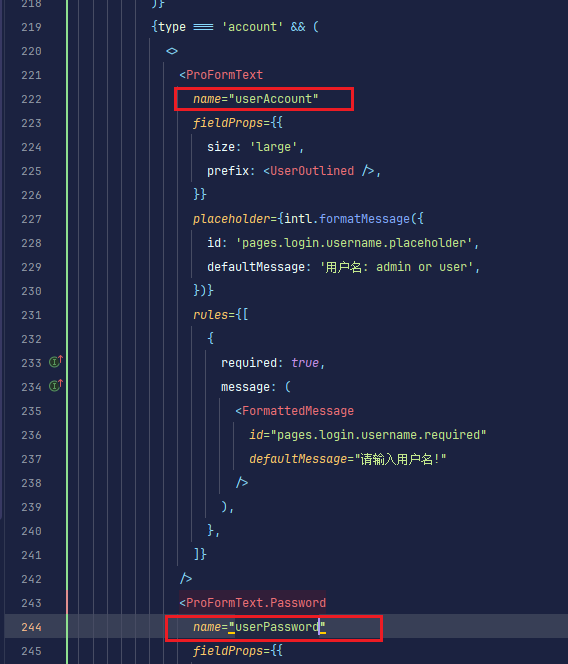 218 )}
219 {type === 'account' && (
220 <>
221 <ProFormText
222 name="userAccount"
223 fieldProps={{
224 size: 'large',
225 prefix: <UserOutlined />,
226 }}
227 placeholder={intl.formatMessage({
228 id: 'pages.login.username.placeholder',
229 defaultMessage: '用户名: admin or user',
230 })}
231 rules={[
232 {
233 required: true,
234 message: (
235 <FormattedMessage
236 id="pages.login.username.required"
237 defaultMessage="请输入用户名!"
238 />
239 ),
240 },
241 ]}
242 />
243 <ProFormText.Password
244 name="userPassword"
245 fieldProps={{